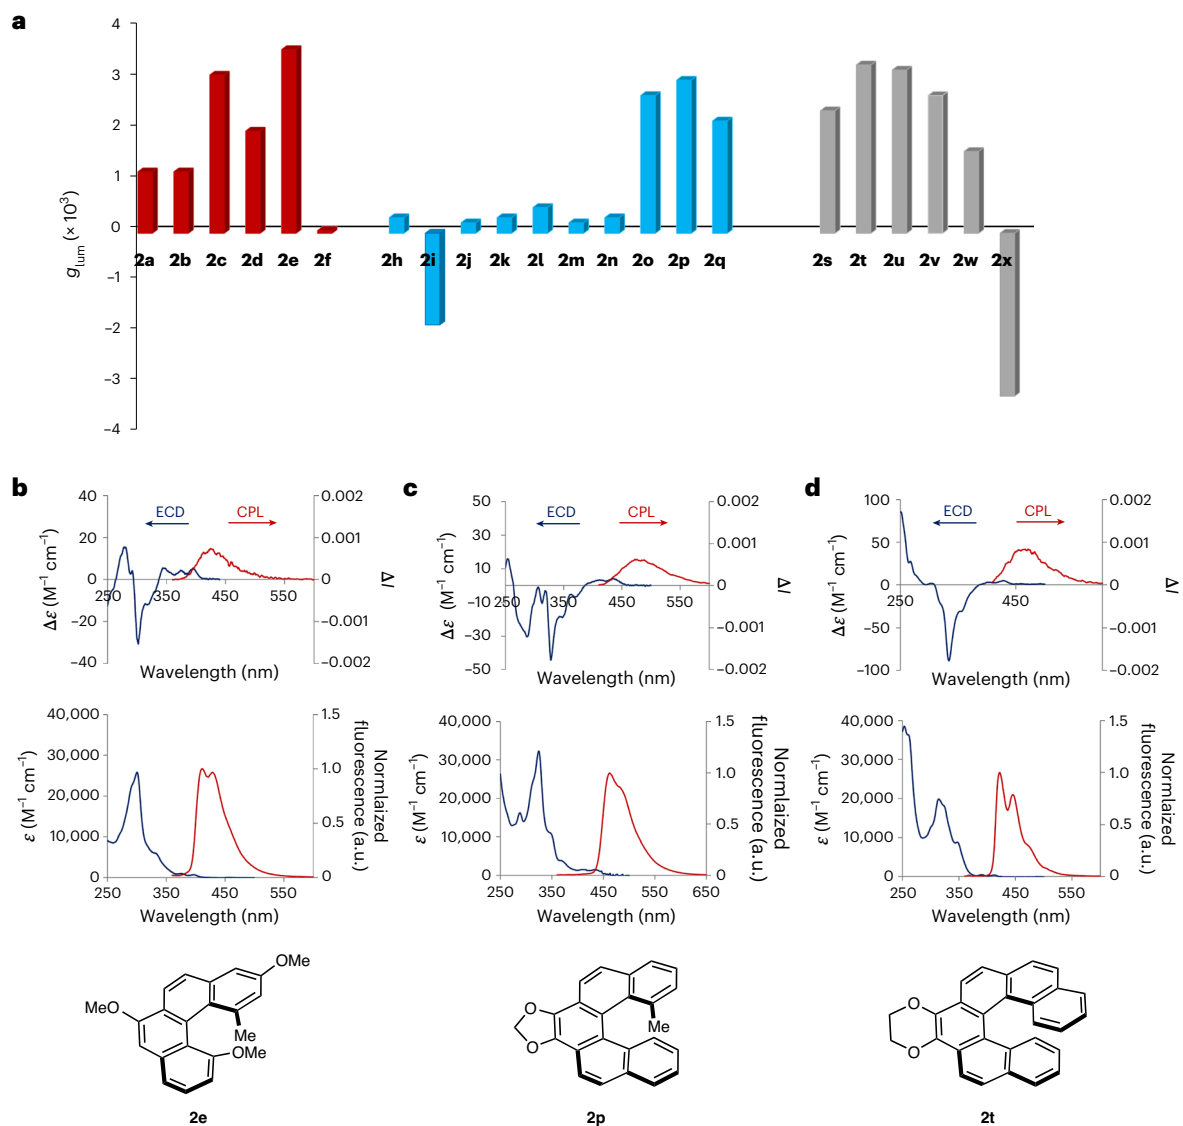 a
4
3
2
1
0
–1
–2
–3
–4
g lum (× 10³)
2a 2b 2c 2d 2e 2f 2h 2i 2j 2k 2l 2m 2n 2o 2p 2q 2s 2t 2u 2v 2w 2x
b
40
20
0
–20
–40
Δε (M⁻¹ cm⁻¹)
ECD CPL
0.002
0.001
0
–0.001
–0.002
ΔI
250 350 450 550
Wavelength (nm)
40,000
30,000
20,000
10,000
0
ε (M⁻¹ cm⁻¹)
1.5
1.0
0.5
0
Normlaized
fluorescence (a.u.)
250 350 450 550
Wavelength (nm)
OMe
MeO
Me
OMe
2e
c
50
30
10
–10
–30
–50
Δε (M⁻¹ cm⁻¹)
ECD CPL
0.002
0.001
0
–0.001
–0.002
ΔI
250 350 450 550
Wavelength (nm)
40,000
30,000
20,000
10,000
0
ε (M⁻¹ cm⁻¹)
1.5
1.0
0.5
0
Normlaized
fluorescence (a.u.)
250 350 450 550 650
Wavelength (nm)
O
O
Me
2p
d
100
50
0
–50
–100
Δε (M⁻¹ cm⁻¹)
ECD CPL
0.002
0.001
0
–0.001
–0.002
ΔI
250 450
Wavelength (nm)
40,000
30,000
20,000
10,000
0
ε (M⁻¹ cm⁻¹)
1.5
1.0
0.5
0
Normlaized
fluorescence (a.u.)
250 350 450 550
Wavelength (nm)
O
O
2t